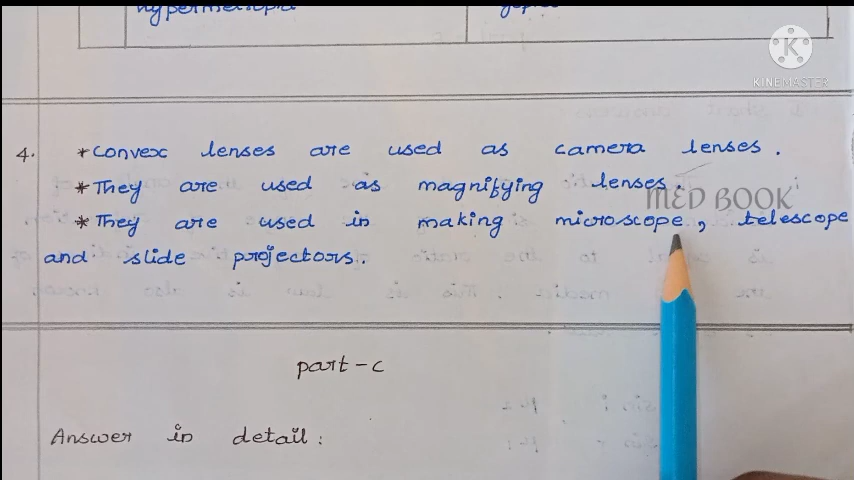 hypermetropia
K
KINEMASTER
4. *Convex lenses are used as camera lenses.
*They are used as magnifying lenses.
MED BOOK
*They are used in making microscope, telescope
and slide projectors.
part-c
Answer in detail: